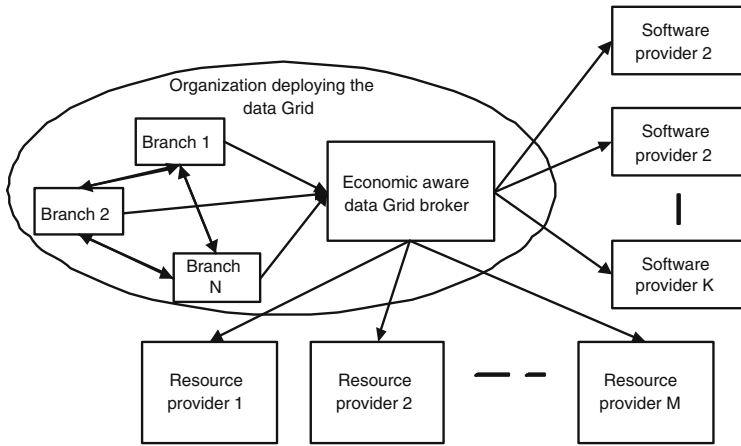 Organization deploying the
data Grid
Branch 1
Branch 2
Branch
N
Economic aware
data Grid broker
Software
provider 2
Software
provider 2
Software
provider K
Resource
provider 1
Resource
provider 2
Resource
provider M